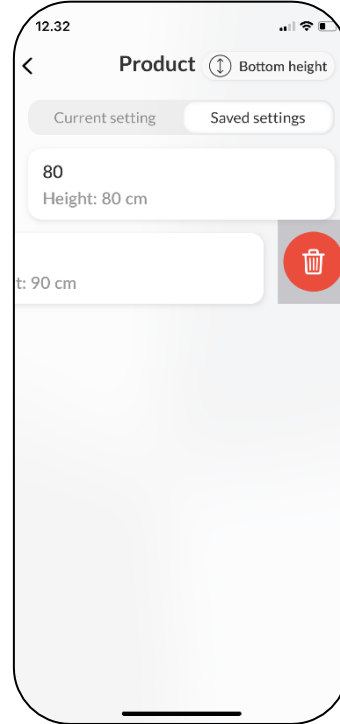 12.32
Product
Bottom height
Current setting
Saved settings
80
Height: 80 cm
t: 90 cm